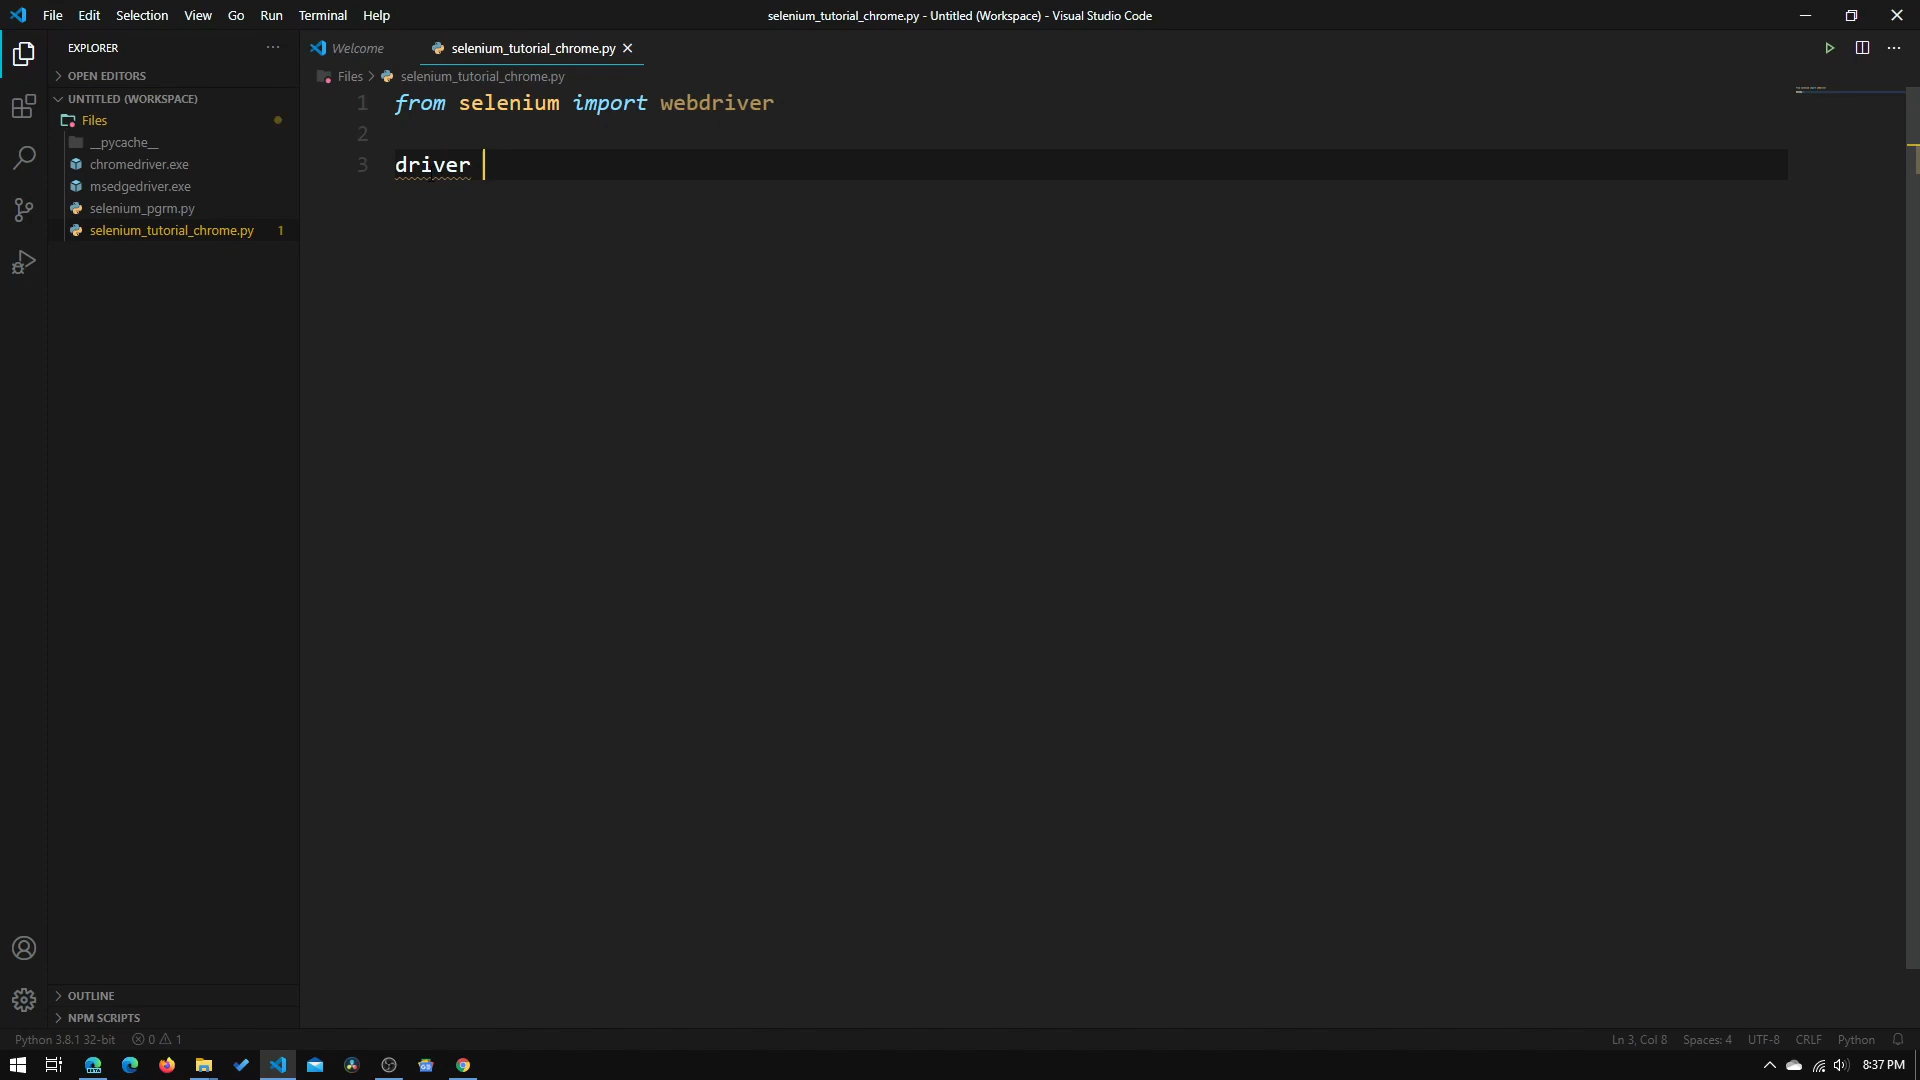 File Edit Selection View Go Run Terminal Help
selenium_tutorial_chrome.py - Untitled (Workspace) - Visual Studio Code
EXPLORER
OPEN EDITORS
UNTITLED (WORKSPACE)
Files
__pycache__
chromedriver.exe
msedgedriver.exe
selenium_pgrm.py
selenium_tutorial_chrome.py 1
OUTLINE
NPM SCRIPTS
Welcome selenium_tutorial_chrome.py
Files selenium_tutorial_chrome.py
1 from selenium import webdriver
2
3 driver
Python 3.8.1 32-bit 0 1
Ln 3, Col 8 Spaces: 4 UTF-8 CRLF Python
8:37 PM